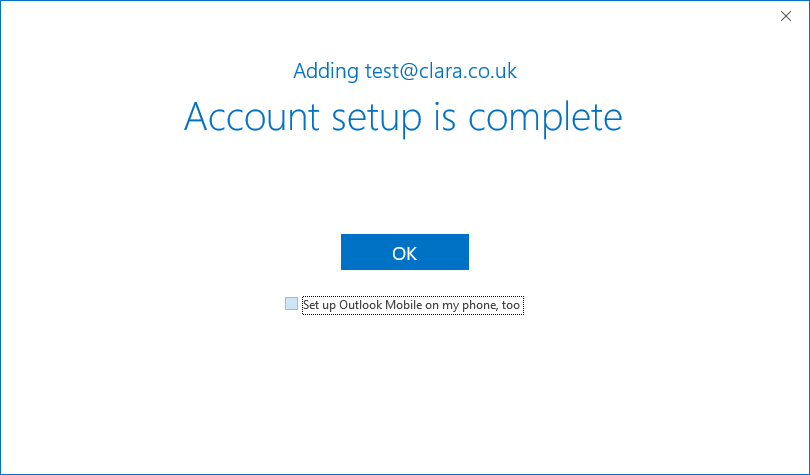 Adding test@clara.co.uk
Account setup is complete
OK
Set up Outlook Mobile on my phone, too